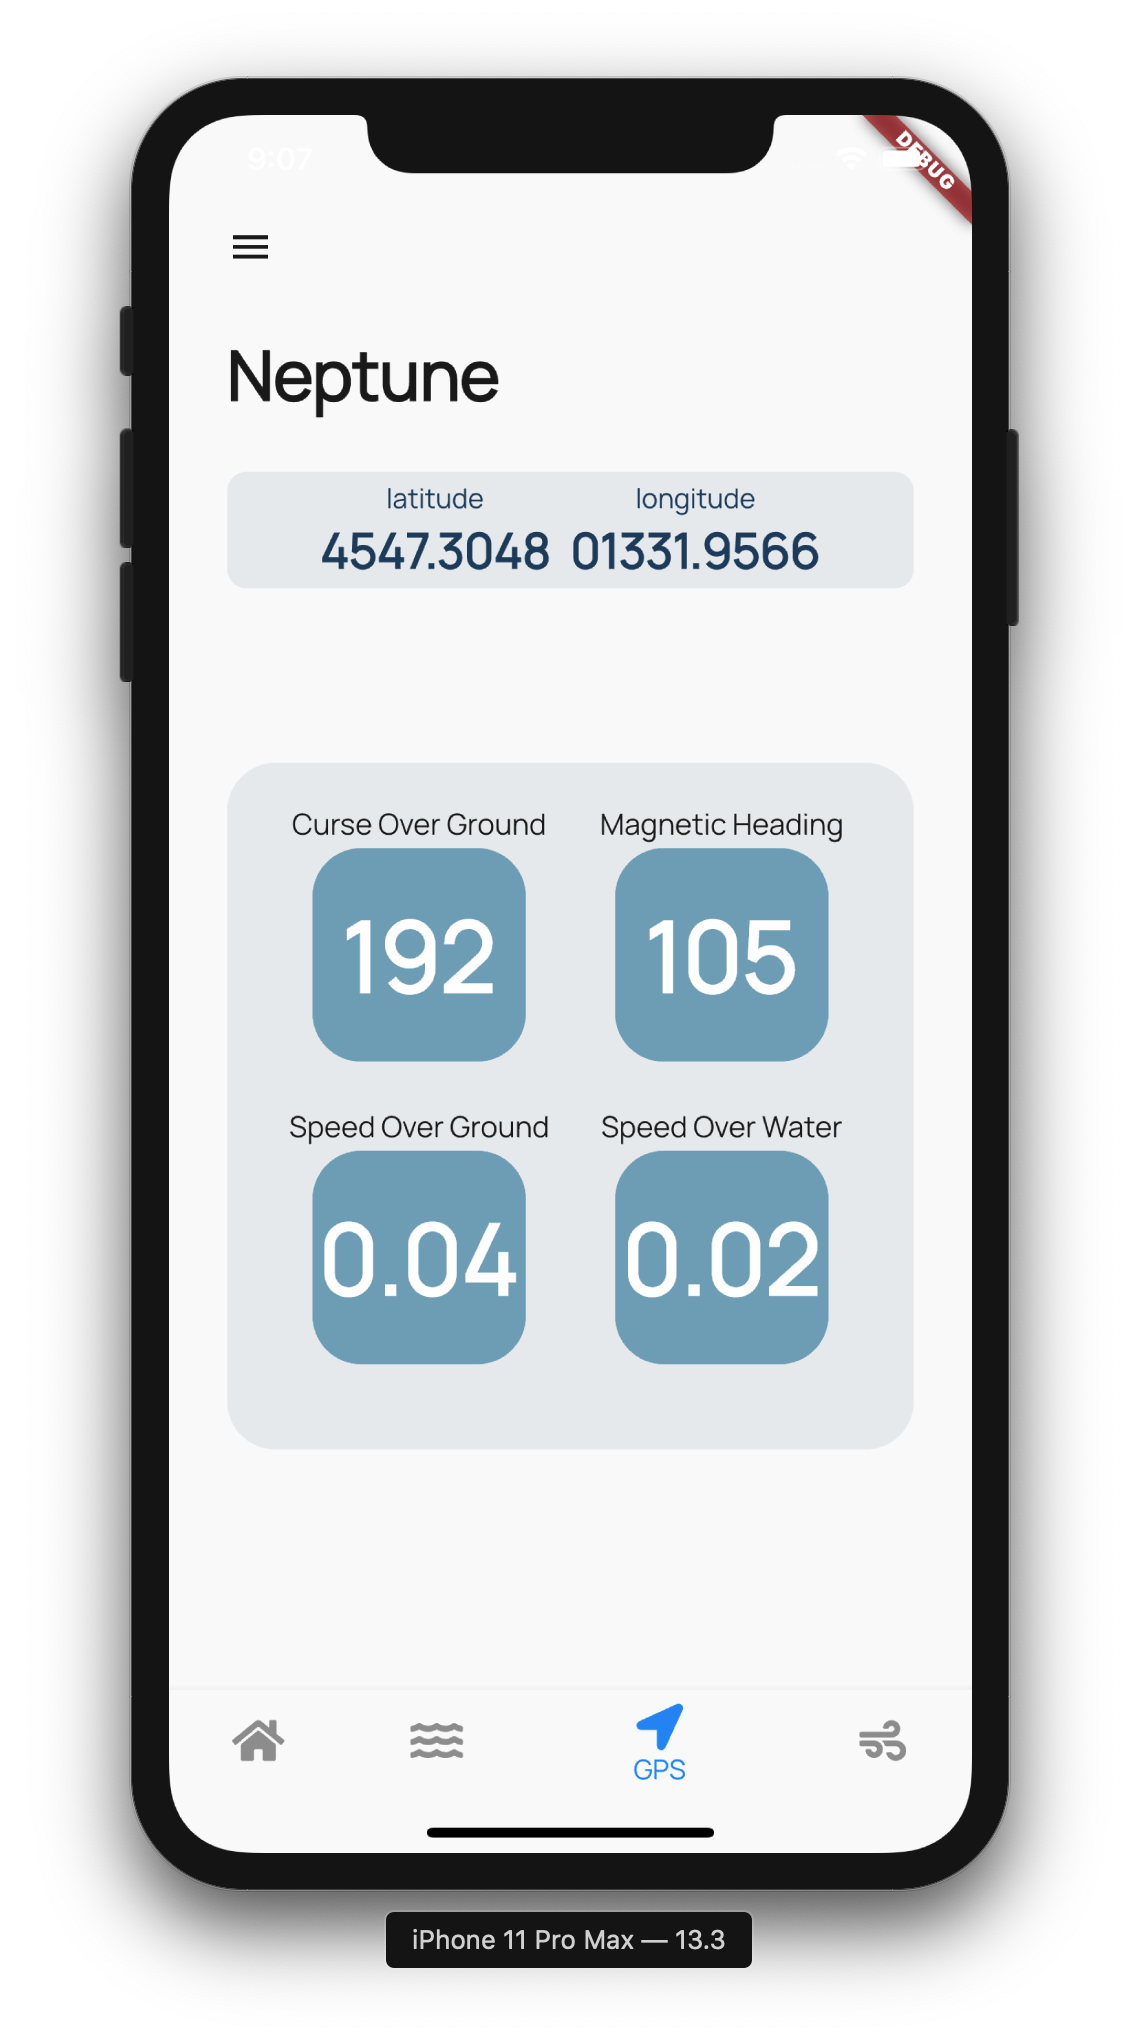 9:07
DEBUG
Neptune
latitude longitude
4547.3048 01331.9566
Curse Over Ground Magnetic Heading
192 105
Speed Over Ground Speed Over Water
0.04 0.02
GPS
iPhone 11 Pro Max — 13.3